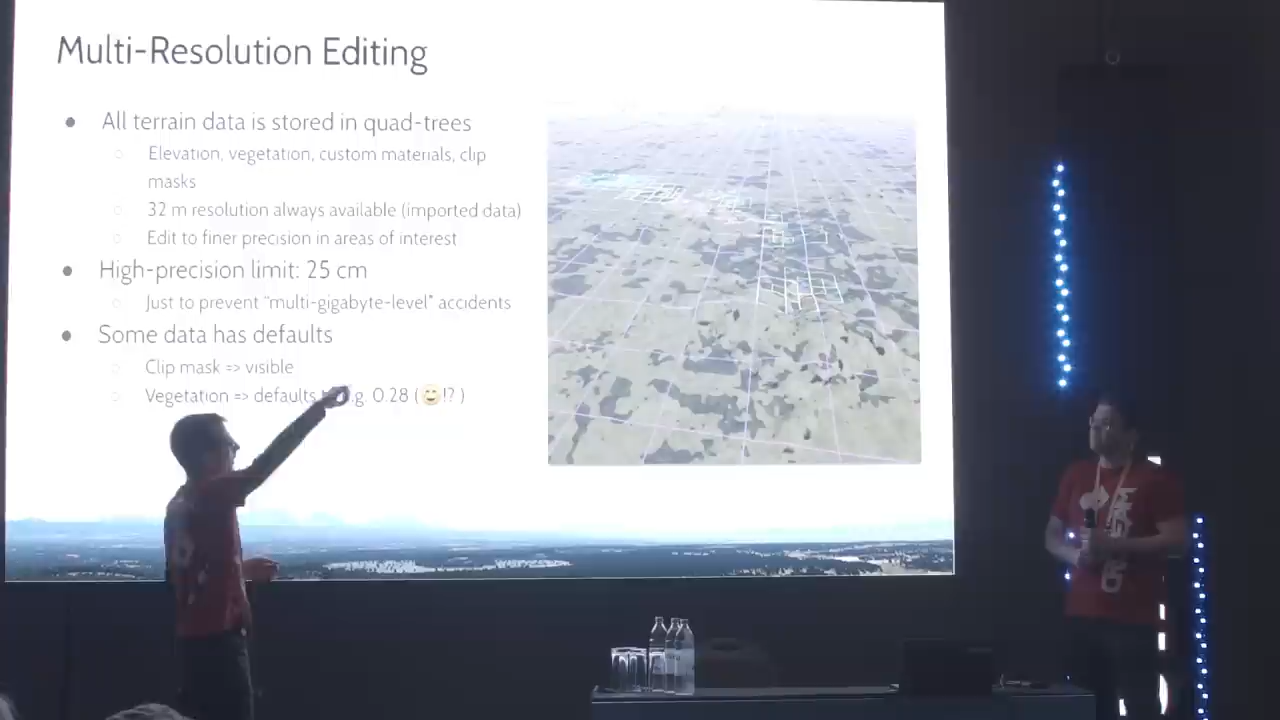 Multi-Resolution Editing
● All terrain data is stored in quad-trees
○ Elevation, vegetation, custom materials, clip
masks
○ 32 m resolution always available (imported data)
○ Edit to finer precision in areas of interest
● High-precision limit: 25 cm
○ Just to prevent "multi-gigabyte-level" accidents
● Some data has defaults
○ Clip mask => visible
○ Vegetation => defaults .g. 0.28 (😄!? )